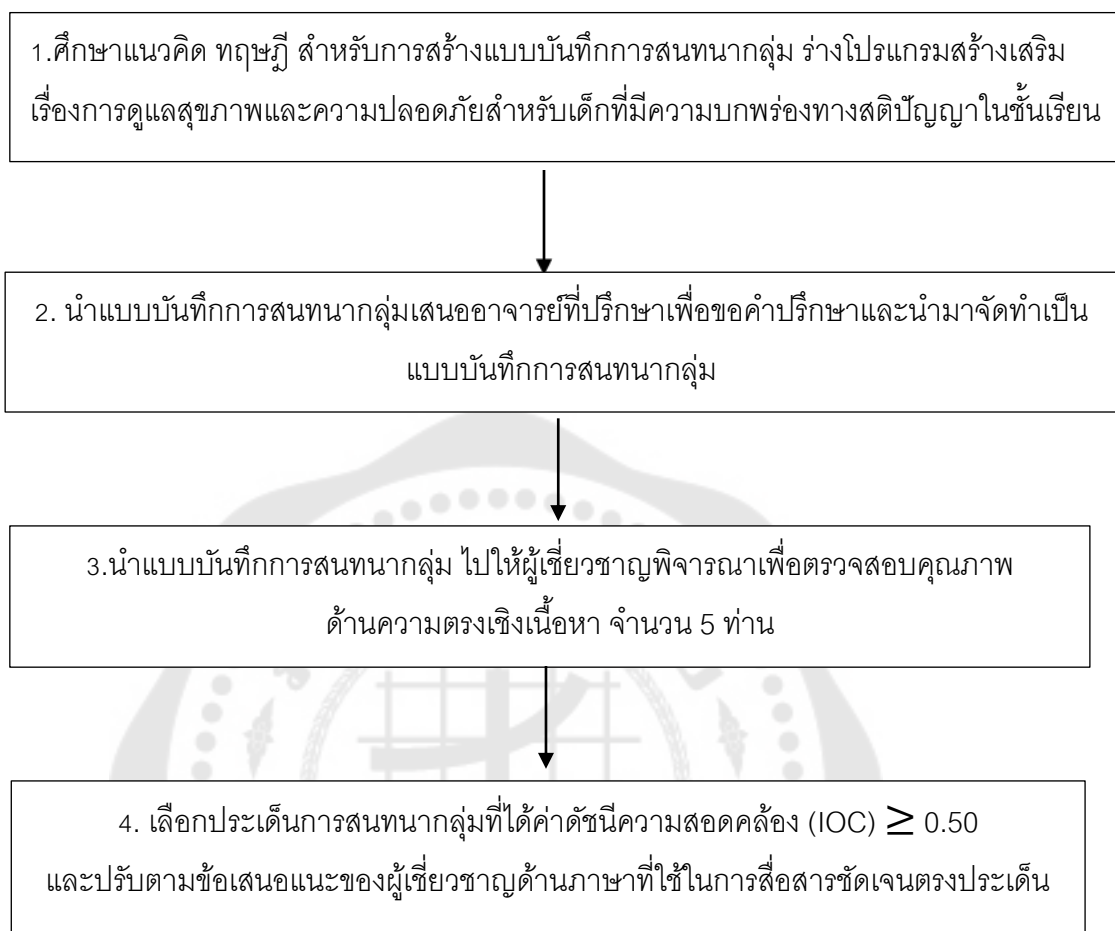 1.ศึกษาแนวคิด ทฤษฎี สำหรับการสร้างแบบบันทึกการสนทนากลุ่ม ร่างโปรแกรมสร้างเสริม
เรื่องการดูแลสุขภาพและความปลอดภัยสำหรับเด็กที่มีความบกพร่องทางสติปัญญาในชั้นเรียน
2. นำแบบบันทึกการสนทนากลุ่มเสนออาจารย์ที่ปรึกษาเพื่อขอคำปรึกษาและนำมาจัดทำเป็น
แบบบันทึกการสนทนากลุ่ม
3.นำแบบบันทึกการสนทนากลุ่ม ไปให้ผู้เชี่ยวชาญพิจารณาเพื่อตรวจสอบคุณภาพ
ด้านความตรงเชิงเนื้อหา จำนวน 5 ท่าน
4. เลือกประเด็นการสนทนากลุ่มที่ได้ค่าดัชนีความสอดคล้อง (IOC) ≥ 0.50
และปรับตามข้อเสนอแนะของผู้เชี่ยวชาญด้านภาษาที่ใช้ในการสื่อสารชัดเจนตรงประเด็น